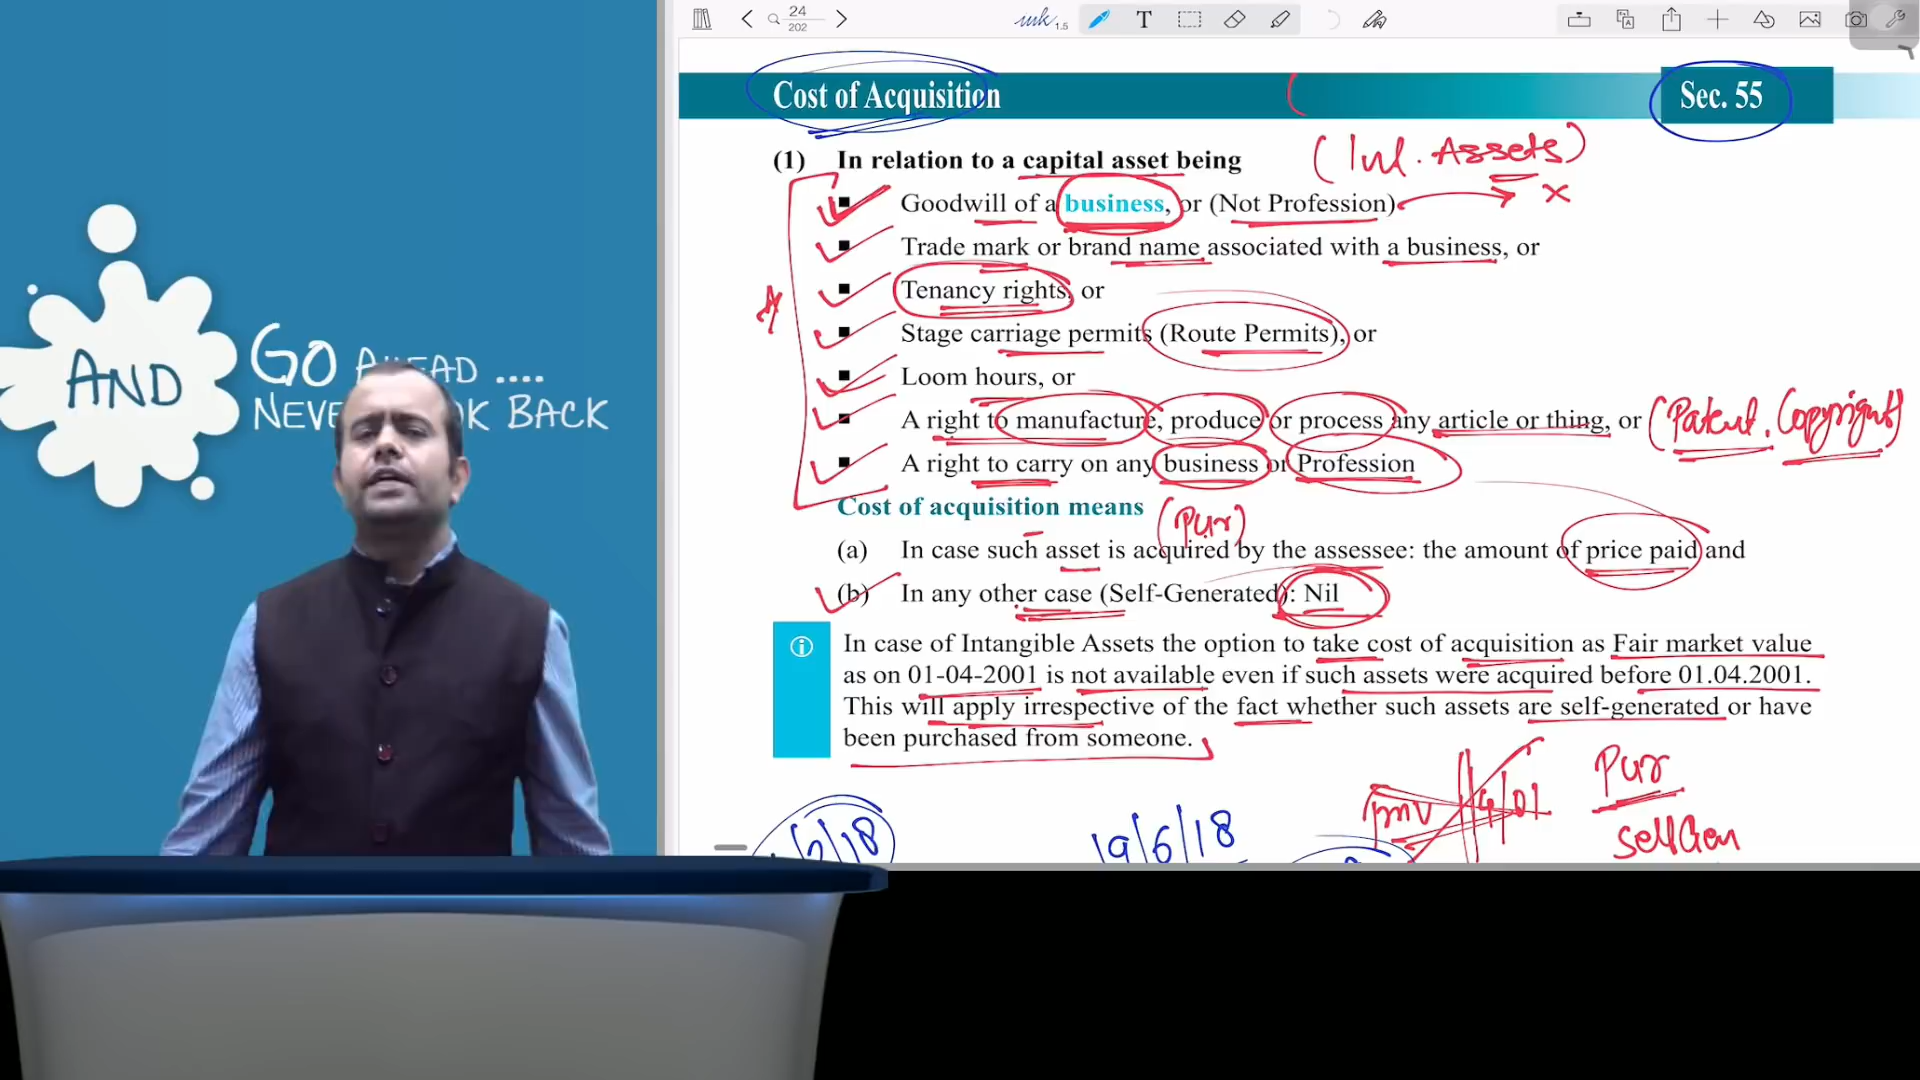 24
202
1.5
T
Cost of Acquisition
Sec. 55
(1) In relation to a capital asset being
(Int. Assets)
■ Goodwill of a business, or (Not Profession) x
■ Trade mark or brand name associated with a business, or
■ Tenancy rights, or
■ Stage carriage permits (Route Permits), or
■ Loom hours, or
■ A right to manufacture, produce or process any article or thing, or (Patent, Copyright)
■ A right to carry on any business or Profession
Cost of acquisition means
(Pur)
(a) In case such asset is acquired by the assessee: the amount of price paid and
(b) In any other case (Self-Generated): Nil
In case of Intangible Assets the option to take cost of acquisition as Fair market value
as on 01-04-2001 is not available even if such assets were acquired before 01.04.2001.
This will apply irrespective of the fact whether such assets are self-generated or have
been purchased from someone.
Pur
fmv 1/4/01
SelfGen
19/6/18
AND
GO AHEAD ....
BACK